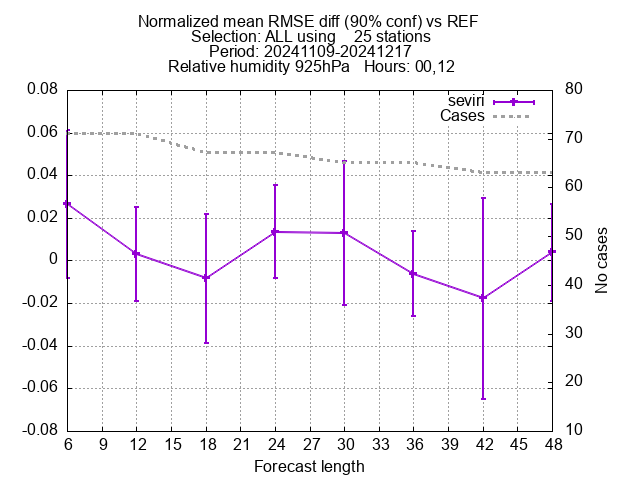 Normalized mean RMSE diff (90% conf) vs REF
Selection: ALL using    25 stations
Period: 20241109-20241217
Relative humidity 925hPa   Hours: 00,12
seviri
Cases
0.08
0.06
0.04
0.02
0
-0.02
-0.04
-0.06
-0.08
80
70
60
50
40
30
20
10
No cases
6 9 12 15 18 21 24 27 30 33 36 39 42 45 48
Forecast length